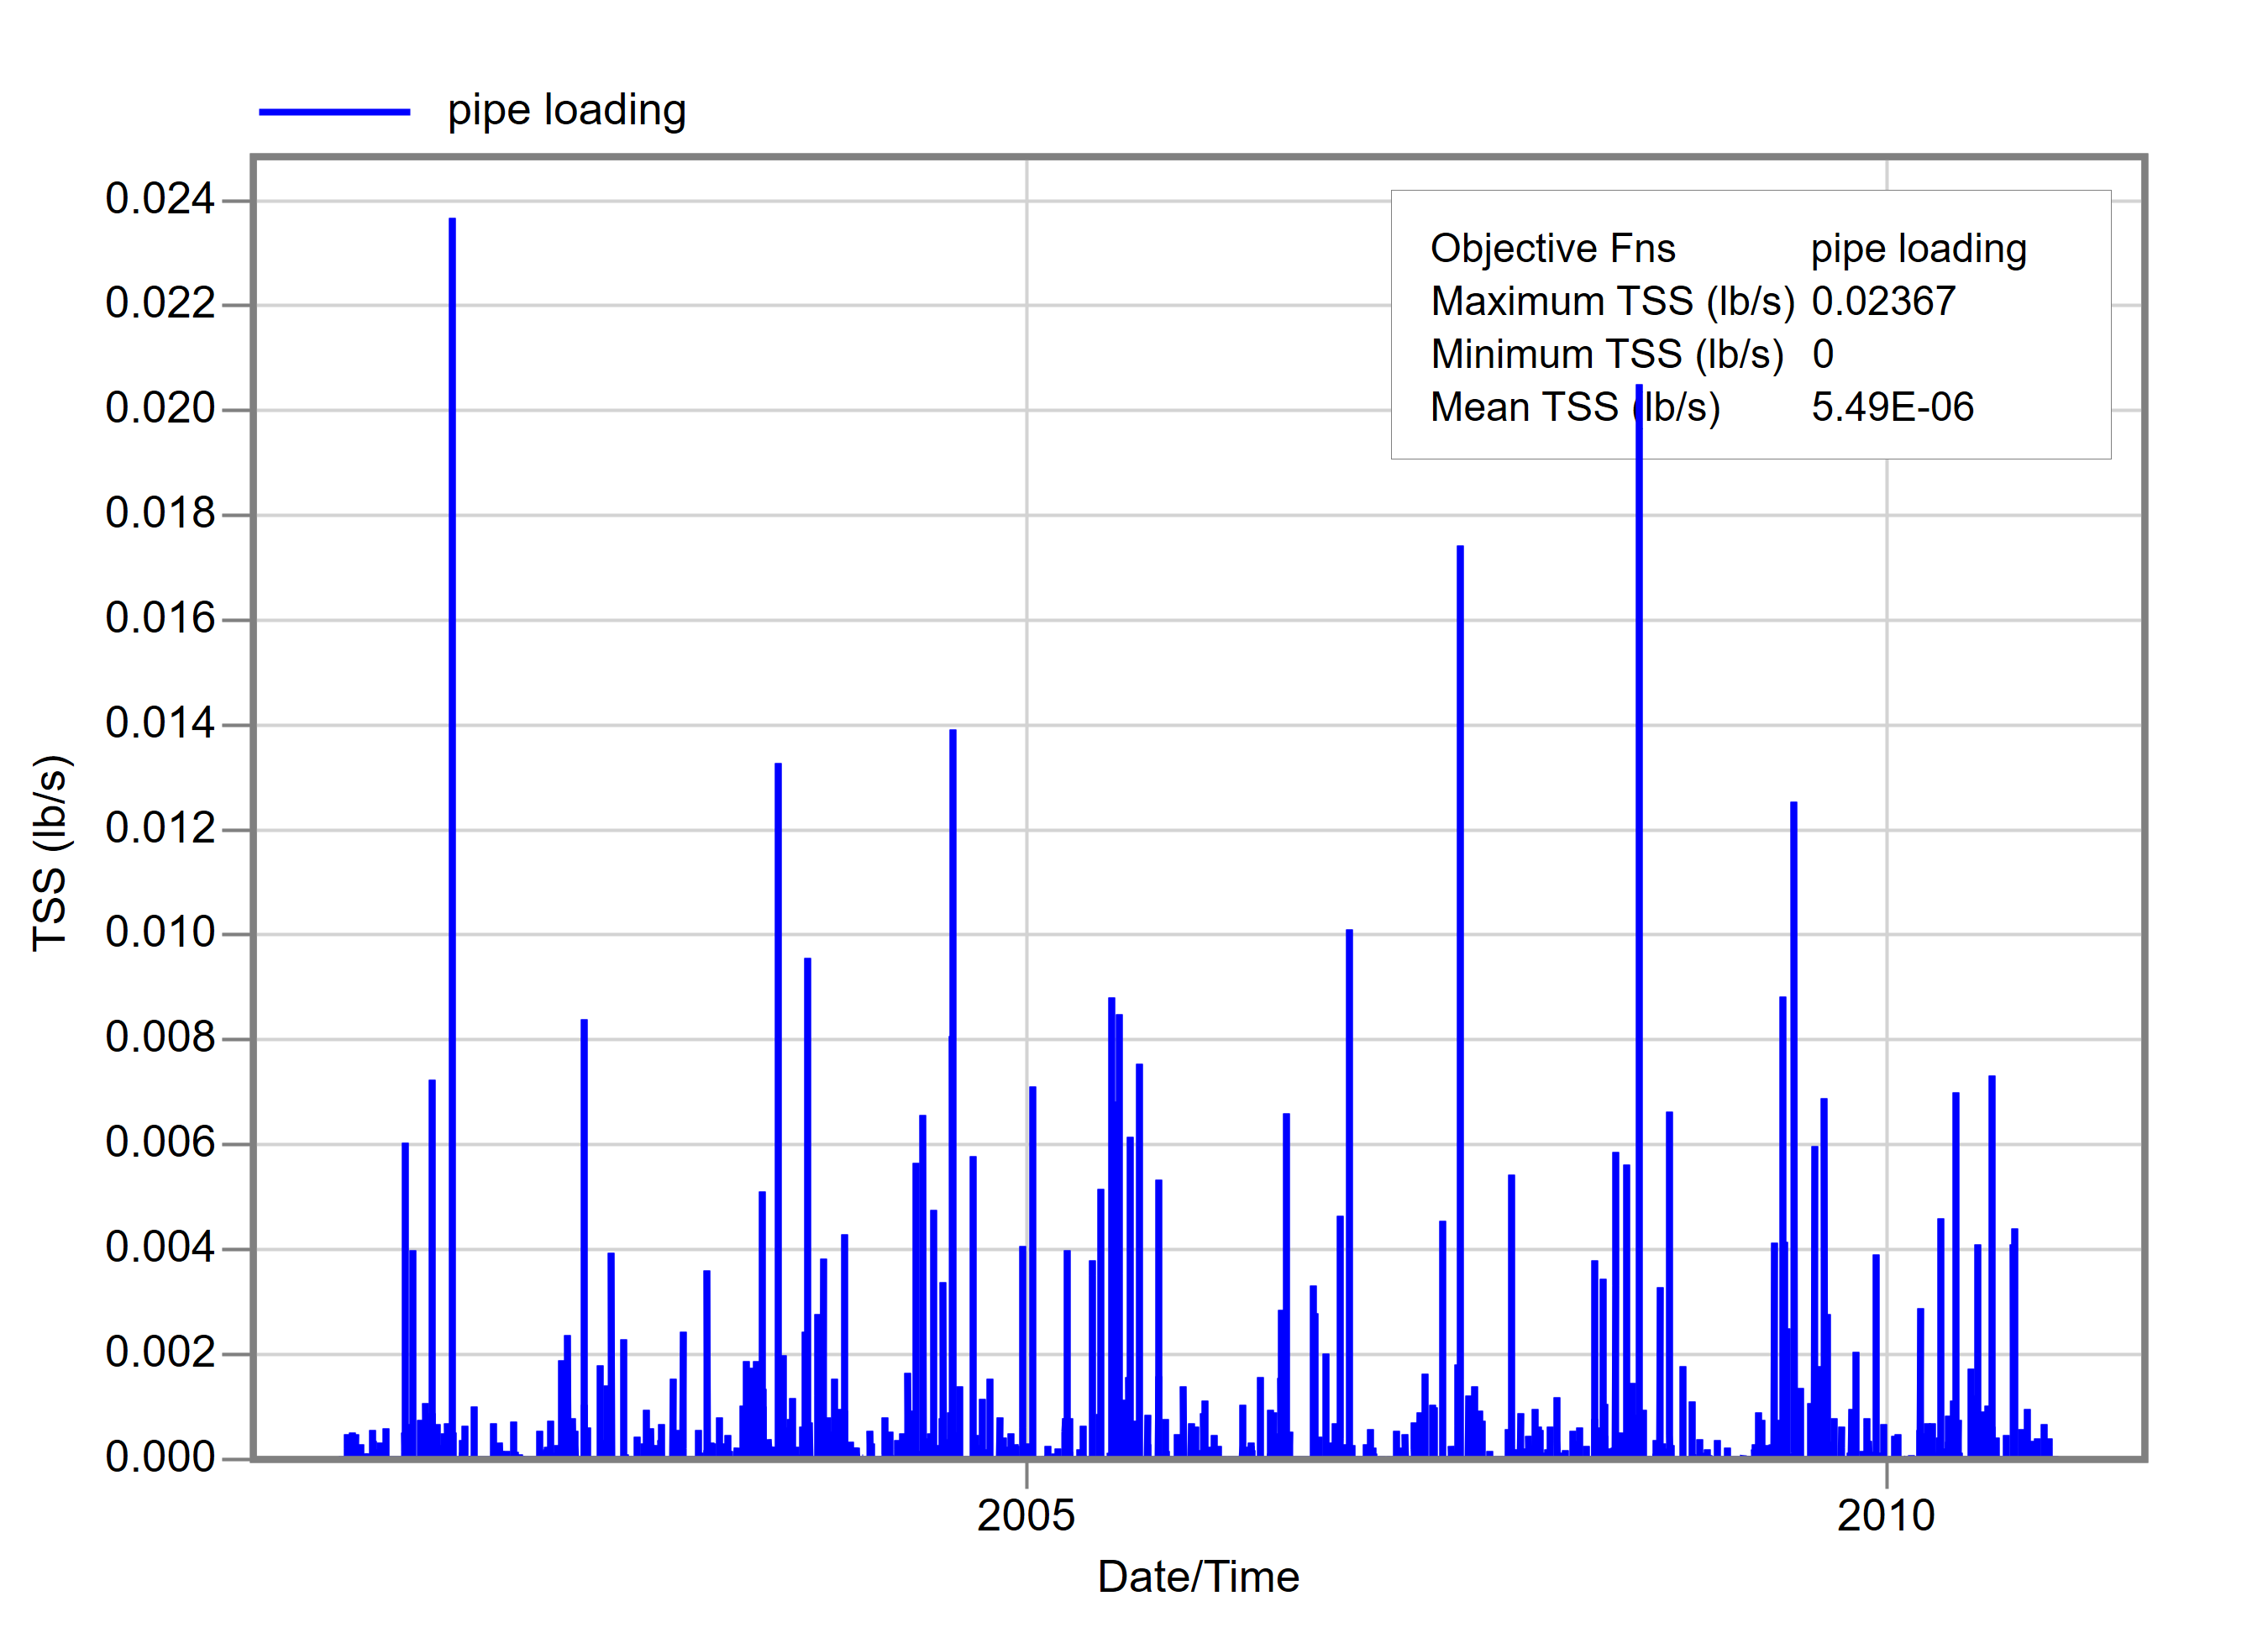 pipe loading
0.024
0.022
0.020
0.018
0.016
0.014
0.012
0.010
0.008
0.006
0.004
0.002
0.000
TSS (lb/s)
Objective Fns pipe loading
Maximum TSS (lb/s) 0.02367
Minimum TSS (lb/s) 0
Mean TSS (lb/s) 5.49E-06
2005 2010
Date/Time